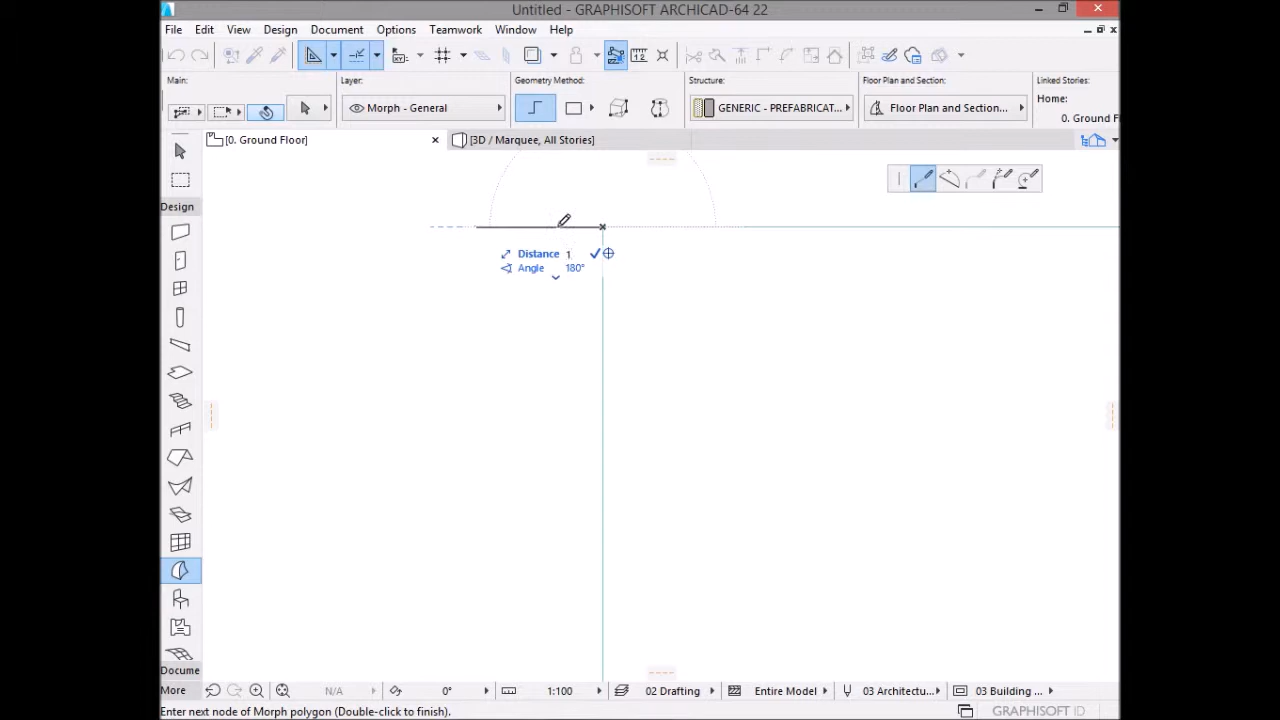 Untitled - GRAPHISOFT ARCHICAD-64 22
File Edit View Design Document Options Teamwork Window Help
Main: Layer: Geometry Method: Structure: Floor Plan and Section: Linked Stories:
Home:
Morph - General
GENERIC - PREFABRICAT...
Floor Plan and Section...
0. Ground F
[0. Ground Floor]
[3D / Marquee, All Stories]
Design
Distance 1
Angle 180°
Docume
More
N/A
0°
1:100
02 Drafting
Entire Model
03 Architectu...
03 Building ...
Enter next node of Morph polygon (Double-click to finish).
GRAPHISOFT ID